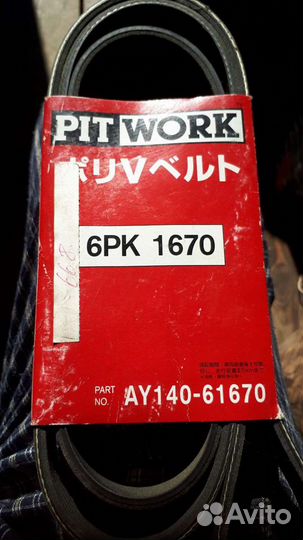 PIT WORK
ポリVベルト
6PK 1670
PART NO. AY140-61670
Avito